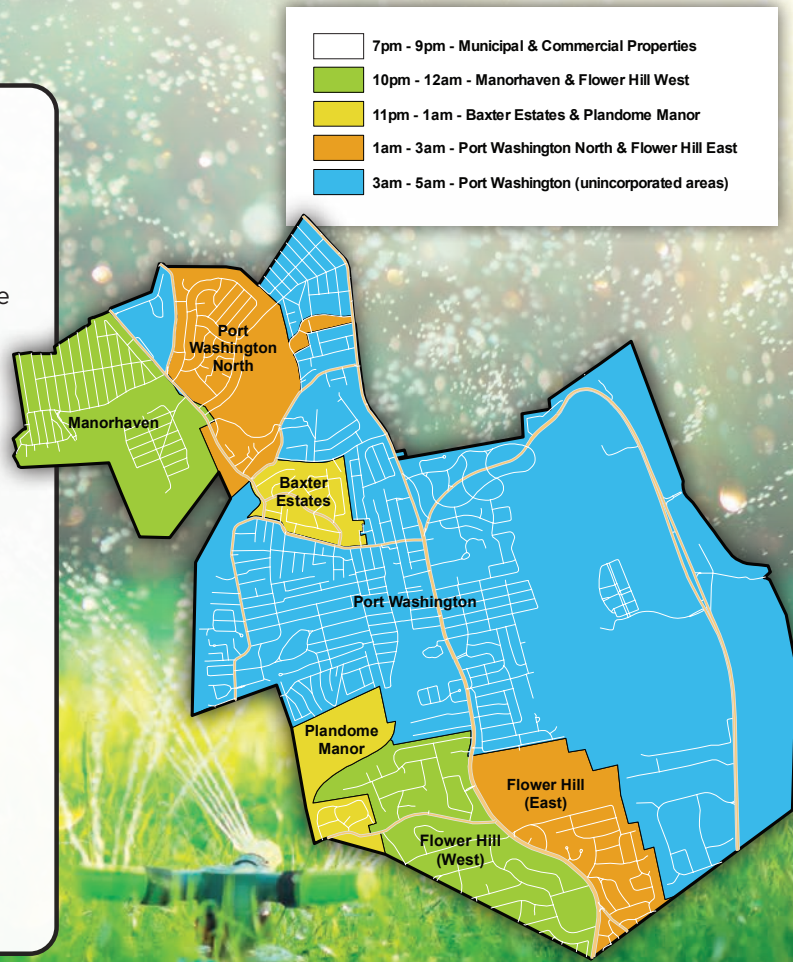 7pm - 9pm - Municipal & Commercial Properties
10pm - 12am - Manorhaven & Flower Hill West
11pm - 1am - Baxter Estates & Plandome Manor
1am - 3am - Port Washington North & Flower Hill East
3am - 5am - Port Washington (unincorporated areas)
e
Port
Washington
North
Manorhaven
Baxter
Estates
Port Washington
Plandome
Manor
Flower Hill
(East)
Flower Hill
(West)